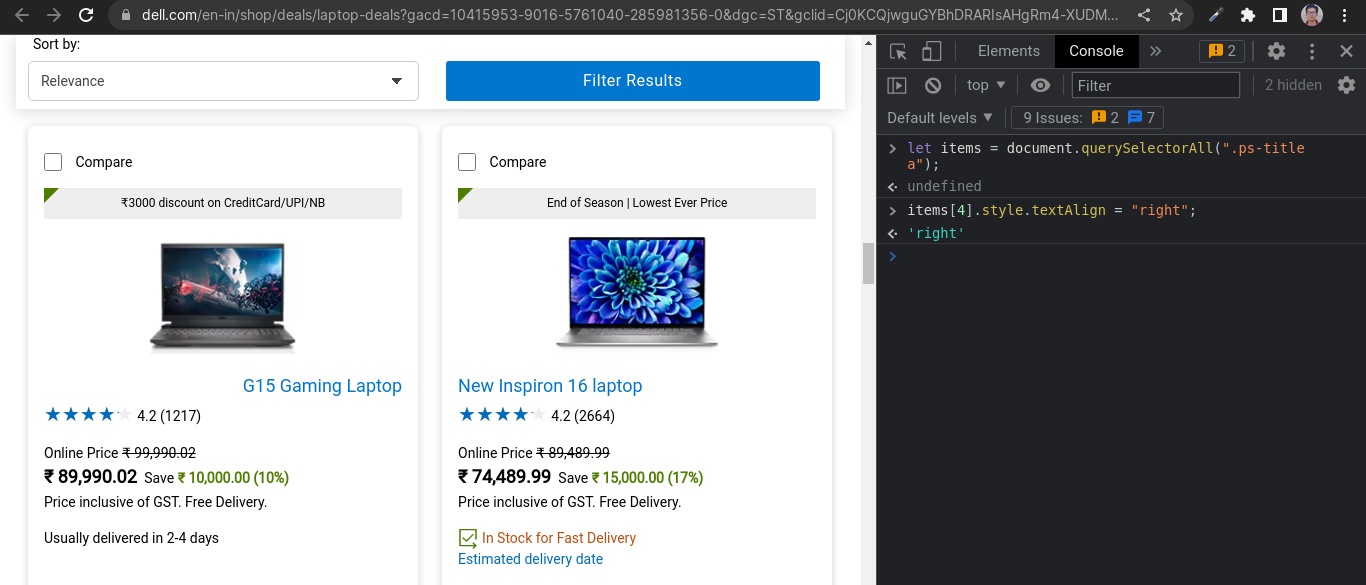 dell.com/en-in/shop/deals/laptop-deals?gacd=10415953-9016-5761040-285981356-0&dgc=ST&gclid=Cj0KCQjwguGYBhDRARIsAHgRm4-XUDM...
Sort by:
Relevance
Filter Results
Compare
₹3000 discount on CreditCard/UPI/NB
G15 Gaming Laptop
4.2 (1217)
Online Price ₹ 99,990.02
₹ 89,990.02 Save ₹ 10,000.00 (10%)
Price inclusive of GST. Free Delivery.
Usually delivered in 2-4 days
Compare
End of Season | Lowest Ever Price
New Inspiron 16 laptop
4.2 (2664)
Online Price ₹ 89,489.99
₹ 74,489.99 Save ₹ 15,000.00 (17%)
Price inclusive of GST. Free Delivery.
In Stock for Fast Delivery
Estimated delivery date
Elements Console » 2
top Filter 2 hidden
Default levels 9 Issues: 2 7
let items = document.querySelectorAll(".ps-title
a");
undefined
items[4].style.textAlign = "right";
'right'